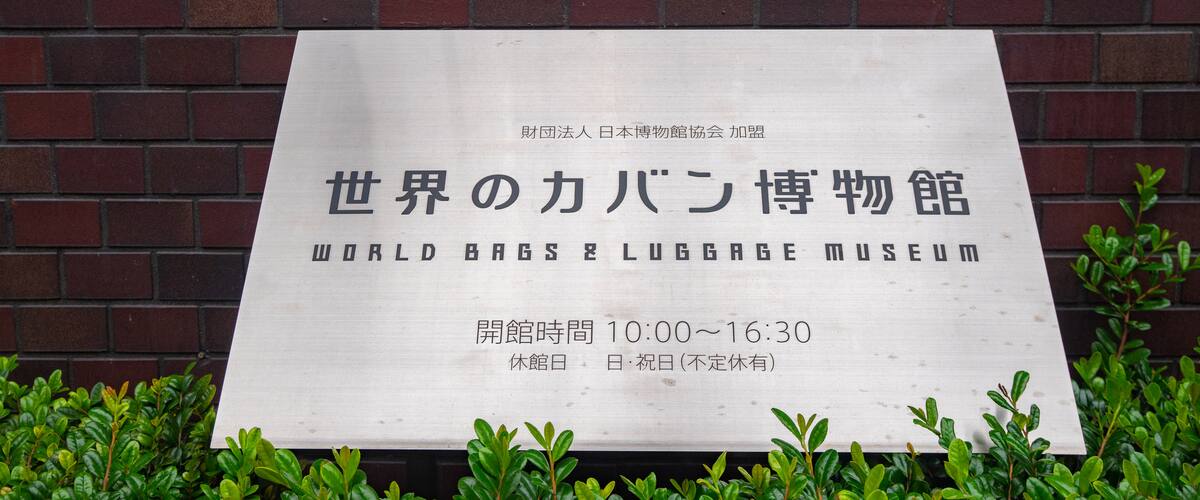 財団法人 日本博物館協会 加盟
世界のカバン博物館
WORLD BAGS & LUGGAGE MUSEUM
開館時間 10:00〜16:30
休館日 日・祝日(不定休有)